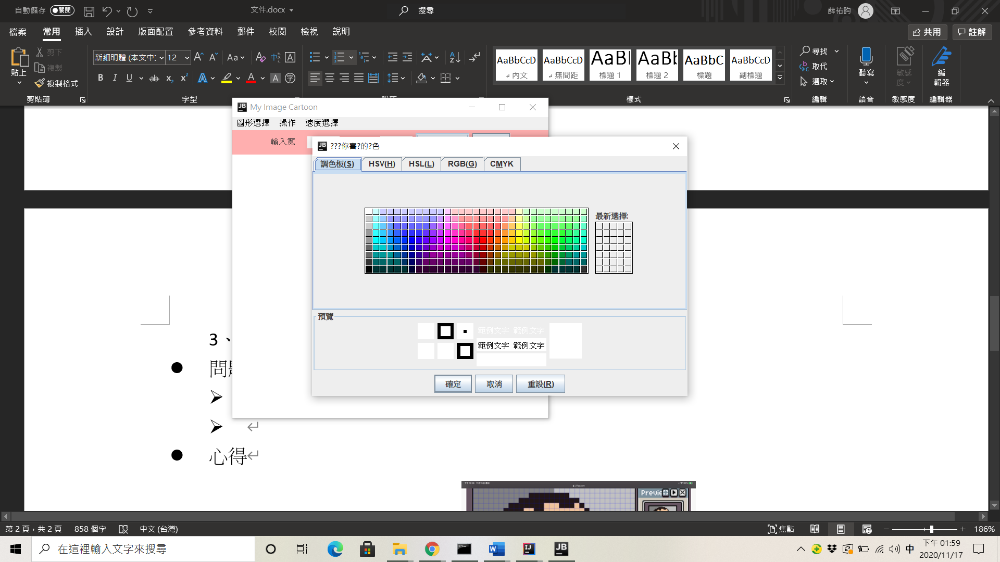 自動儲存 關閉
文件.docx
搜尋
薛祐昀
檔案 常用 插入 設計 版面配置 參考資料 郵件 校閱 檢視 說明
共用 註解
貼上
剪下
複製
複製格式
剪貼簿
新細明體 (本文中文 12
Aa
字型
AaBbCcD AaBbCcD AaBl AaBb AaBbC AaBbCcD
內文 無間距 標題 1 標題 2 標題 副標題
樣式
尋找
取代
選取
編輯
聽寫
語音
敏感度
敏感度
編輯器
編輯器
My Image Cartoon
圖形選擇 操作 速度選擇
輸入寬
???你喜?的?色
調色板(S) HSV(H) HSL(L) RGB(G) CMYK
最新選擇:
預覽
範例文字 範例文字
範例文字 範例文字
確定 取消 重設(R)
3、
問
心得
第 2 頁，共 2 頁 858 個字 中文 (台灣)
焦點
186%
在這裡輸入文字來搜尋
中
下午 01:59
2020/11/17